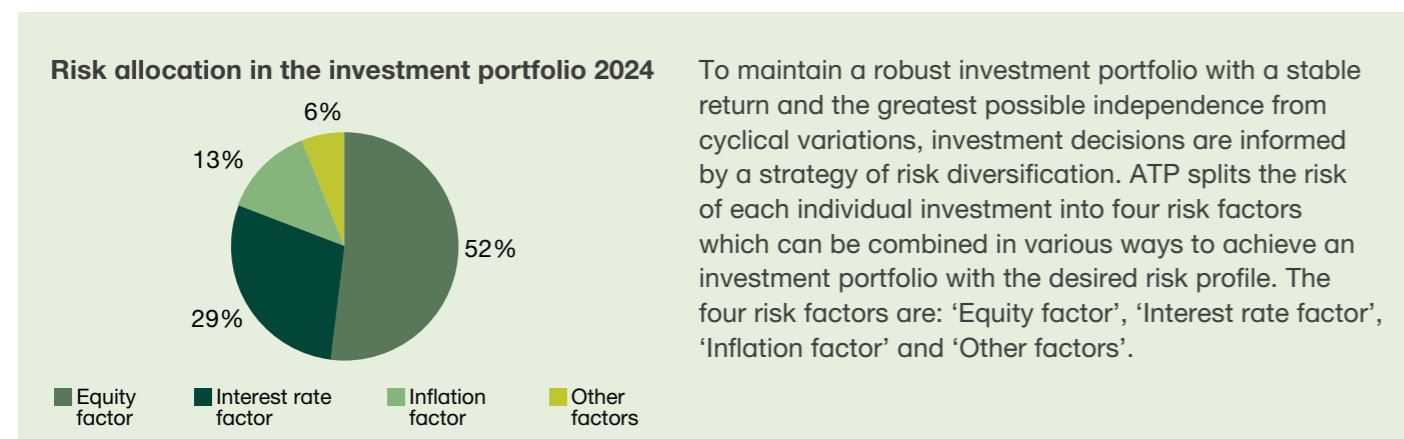 Risk allocation in the investment portfolio 2024
6%
13%
52%
29%
Equity factor
Interest rate factor
Inflation factor
Other factors
To maintain a robust investment portfolio with a stable
return and the greatest possible independence from
cyclical variations, investment decisions are informed
by a strategy of risk diversification. ATP splits the risk
of each individual investment into four risk factors
which can be combined in various ways to achieve an
investment portfolio with the desired risk profile. The
four risk factors are: ‘Equity factor’, ‘Interest rate factor’,
‘Inflation factor’ and ‘Other factors’.